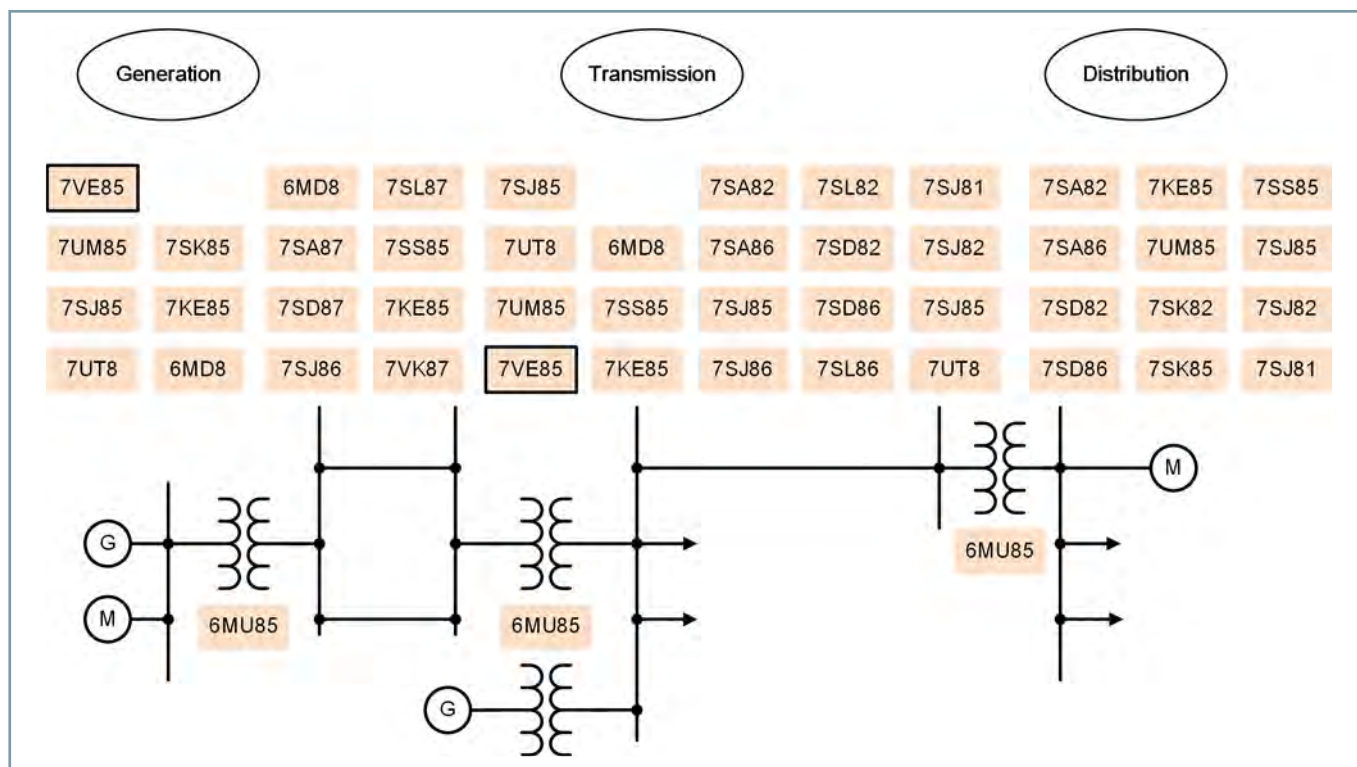 Generation Transmission Distribution
7VE85 6MD8 7SL87 7SJ85 7SA82 7SL82 7SJ81 7SA82 7KE85 7SS85
7UM85 7SK85 7SA87 7SS85 7UT8 6MD8 7SA86 7SD82 7SJ82 7SA86 7UM85 7SJ85
7SJ85 7KE85 7SD87 7KE85 7UM85 7SS85 7SJ85 7SD86 7SJ85 7SD82 7SK82 7SJ82
7UT8 6MD8 7SJ86 7VK87 7VE85 7KE85 7SJ86 7SL86 7UT8 7SD86 7SK85 7SJ81
M
G
6MU85
M
6MU85 6MU85
G